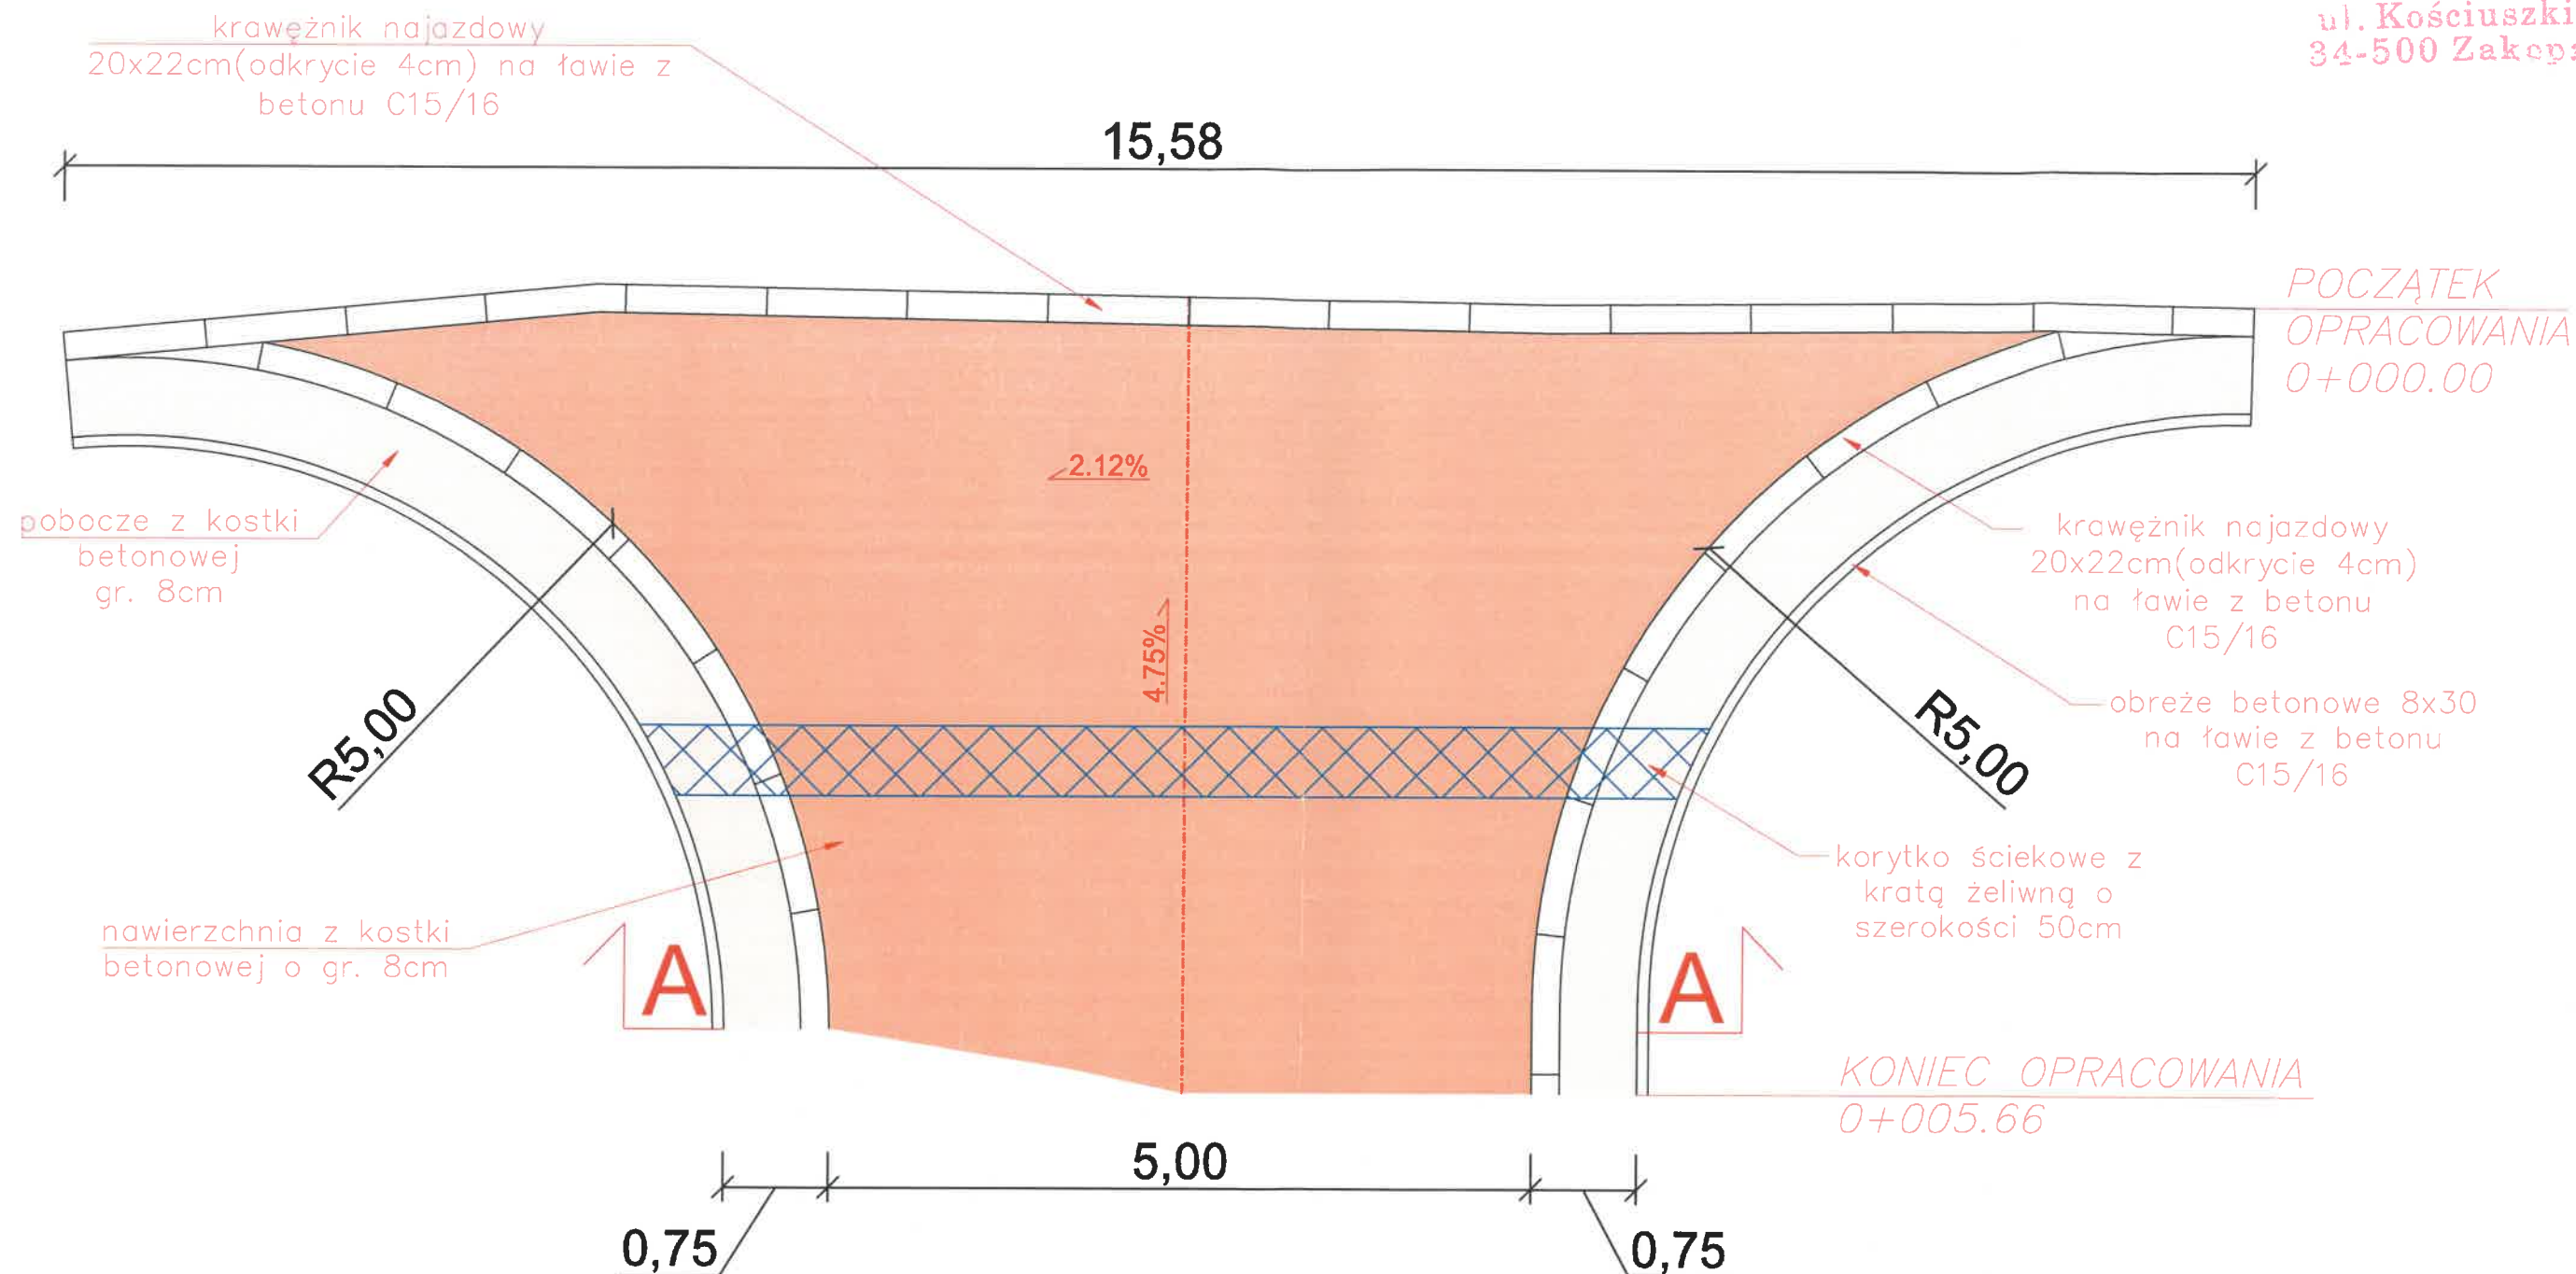 krawężnik najazdowy
20x22cm(odkrycie 4cm) na ławie z
betonu C15/16
ul. Kościuszki
34-500
15,58
POCZĄTEK
OPRACOWANIA
0+000.00
2.12%
pobocze z kostki
betonowej
gr. 8cm
krawężnik najazdowy
20x22cm(odkrycie 4cm)
na ławie z betonu
C15/16
4.75%
R5,00
R5,00
obreże betonowe 8x30
na ławie z betonu
C15/16
korytko ściekowe z
kratą żeliwną o
szerokości 50cm
nawierzchnia z kostki
betonowej o gr. 8cm
A
A
KONIEC OPRACOWANIA
0+005.66
5,00
0,75
0,75